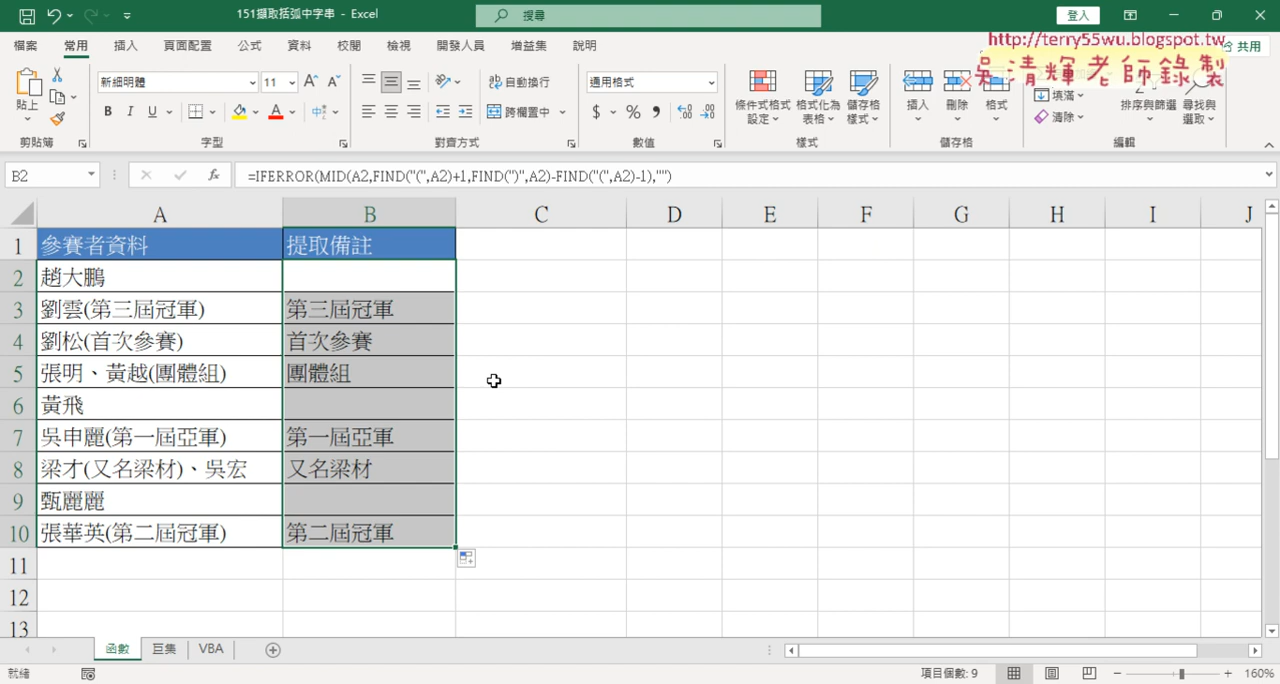 151擷取括弧中字串 - Excel
搜尋
登入
http://terry55wu.blogspot.tw
吳清輝老師錄製
檔案 常用 插入 頁面配置 公式 資料 校閱 檢視 開發人員 增益集 說明 共用
貼上
新細明體 11
B I U
自動換行
跨欄置中
通用格式
$ % ,
條件式格式設定
格式化為表格
儲存格樣式
插入 刪除 格式
填滿
清除
排序與篩選 尋找與選取
剪貼簿 字型 對齊方式 數值 樣式 儲存格 編輯
B2
=IFERROR(MID(A2,FIND("(",A2)+1,FIND(")",A2)-FIND("(",A2)-1),"")
A B C D E F G H I J
1 參賽者資料 提取備註
2 趙大鵬
3 劉雲(第三屆冠軍) 第三屆冠軍
4 劉松(首次參賽) 首次參賽
5 張明、黃越(團體組) 團體組
6 黃飛
7 吳申麗(第一屆亞軍) 第一屆亞軍
8 梁才(又名梁材)、吳宏 又名梁材
9 甄麗麗
10 張華英(第二屆冠軍) 第二屆冠軍
11
12
13
函數 巨集 VBA
就緒
項目個數: 9
160%